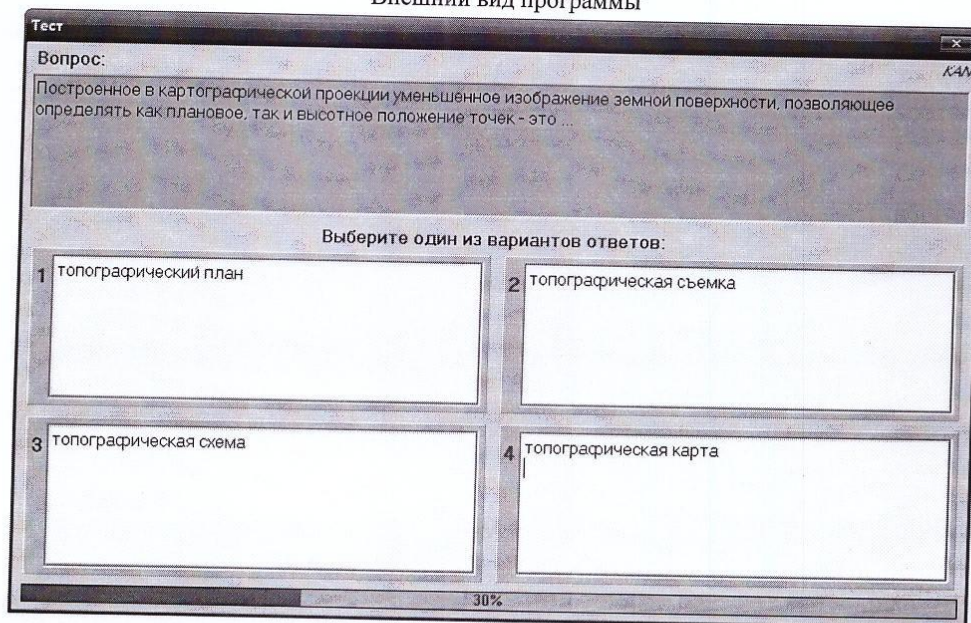 Внешний вид программы
Тест
Вопрос:
KAN
Построенное в картографической проекции уменьшенное изображение земной поверхности, позволяющее
определять как плановое, так и высотное положение точек - это ...
Выберите один из вариантов ответов:
1 топографический план
2 топографическая съемка
3 топографическая схема
4 топографическая карта
30%